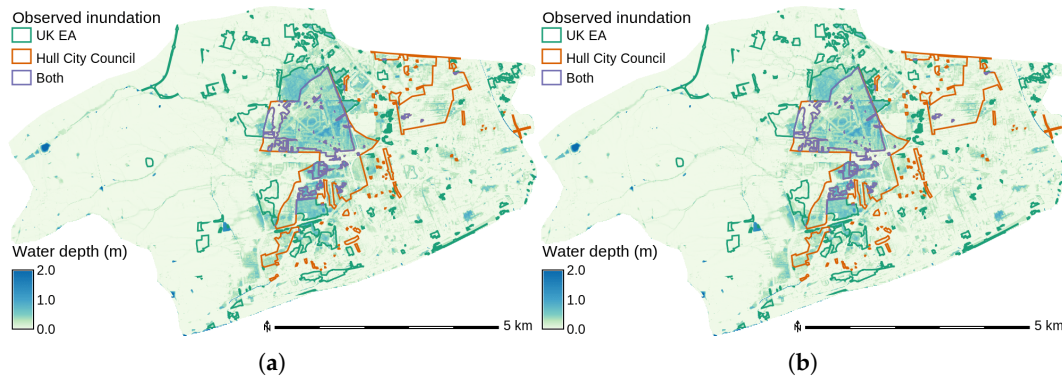 Observed inundation
UK EA
Hull City Council
Both
Water depth (m)
2.0
1.0
0.0
N
5 km
(a)
Observed inundation
UK EA
Hull City Council
Both
Water depth (m)
2.0
1.0
0.0
N
5 km
(b)